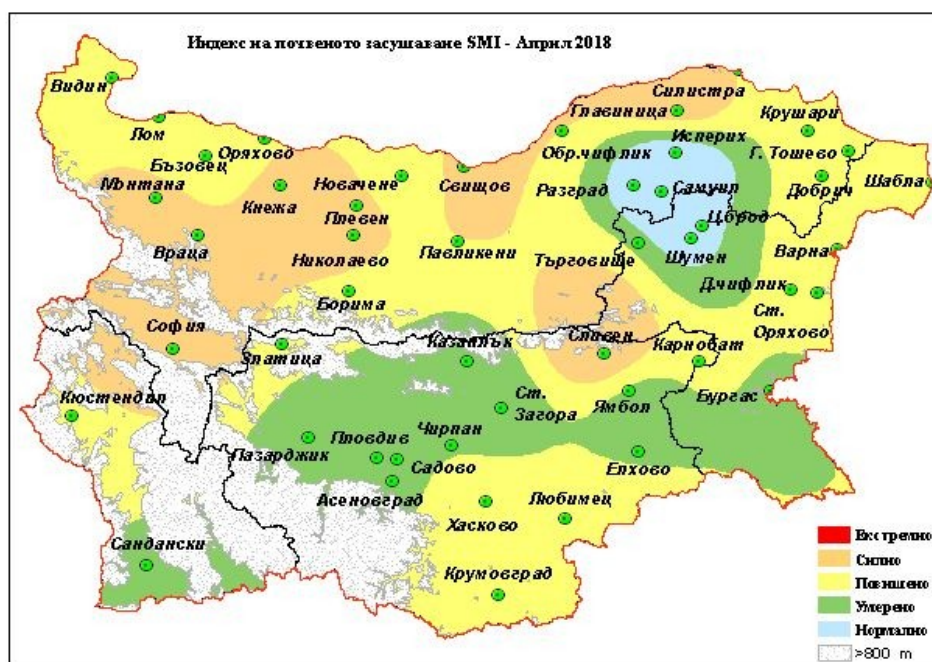 Индекс на почвеното засушаване SMI - Април 2018
Видин
Силистра
Главиница
Крушари
Лом
Оряхово
Исперих
Бъзовец
Обр.чифлик
Г. Тошево
Монтана
Новачене
Свищов
Разград
Самуил
Добрич
Шабла
Кнежа
Плевен
Ц.брод
Враца
Николаево
Павликени
Търговище
Шумен
Варна
Борима
Д.чифлик
Ст.
Оряхово
София
Златица
Казанлък
Сливен
Карнобат
Кюстендил
Ст.
Загора
Ямбол
Бургас
Пловдив
Чирпан
Пазарджик
Садово
Елхово
Асеновград
Любимец
Хасково
Сандански
Крумовград
Екстремно
Силно
Повишено
Умерено
Нормално
>800 m